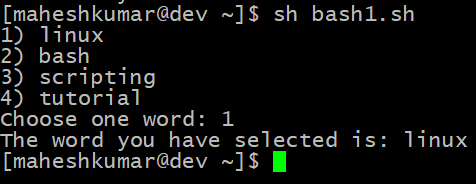 [maheshkumar@dev ~]$ sh bash1.sh
1) linux
2) bash
3) scripting
4) tutorial
Choose one word: 1
The word you have selected is: linux
[maheshkumar@dev ~]$